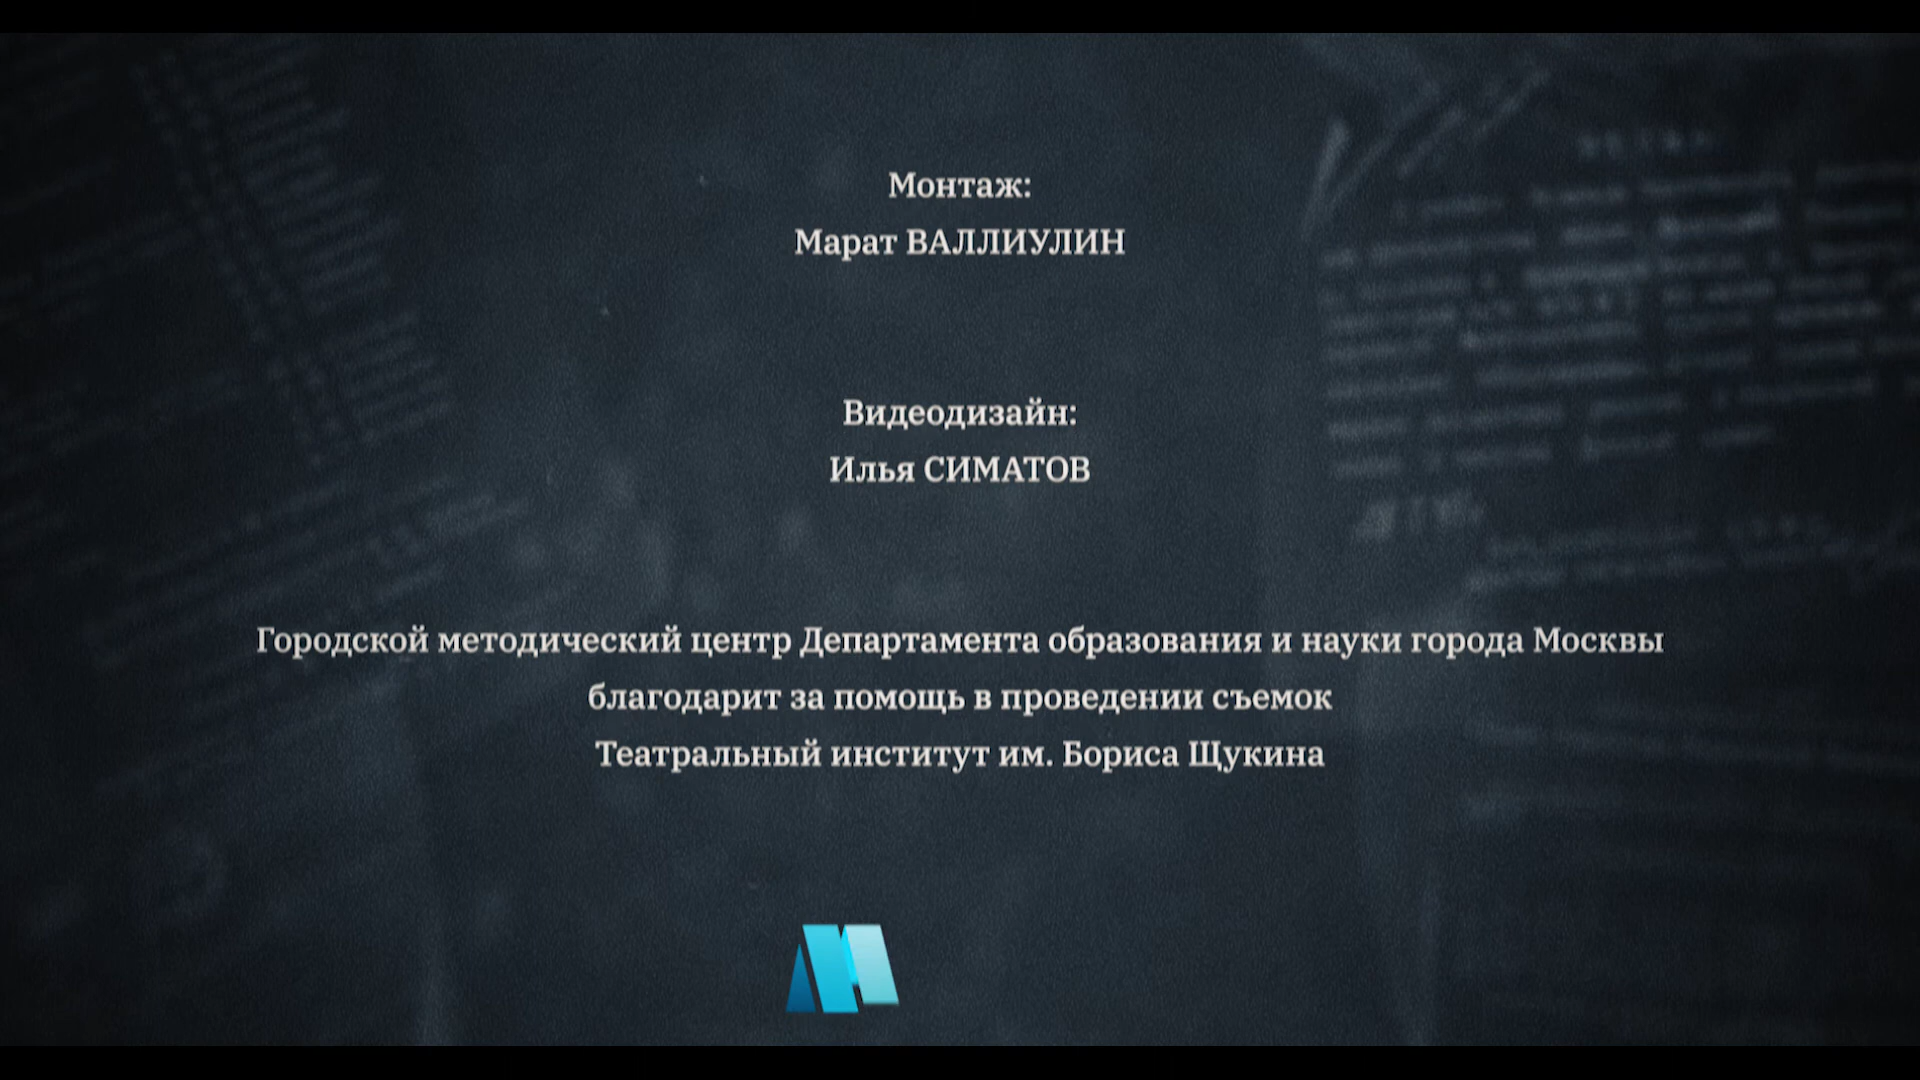 Монтаж:
Марат ВАЛЛИУЛИН
Видеодизайн:
Илья СИМАТОВ
Городской методический центр Департамента образования и науки города Москвы
благодарит за помощь в проведении съемок
Театральный институт им. Бориса Щукина